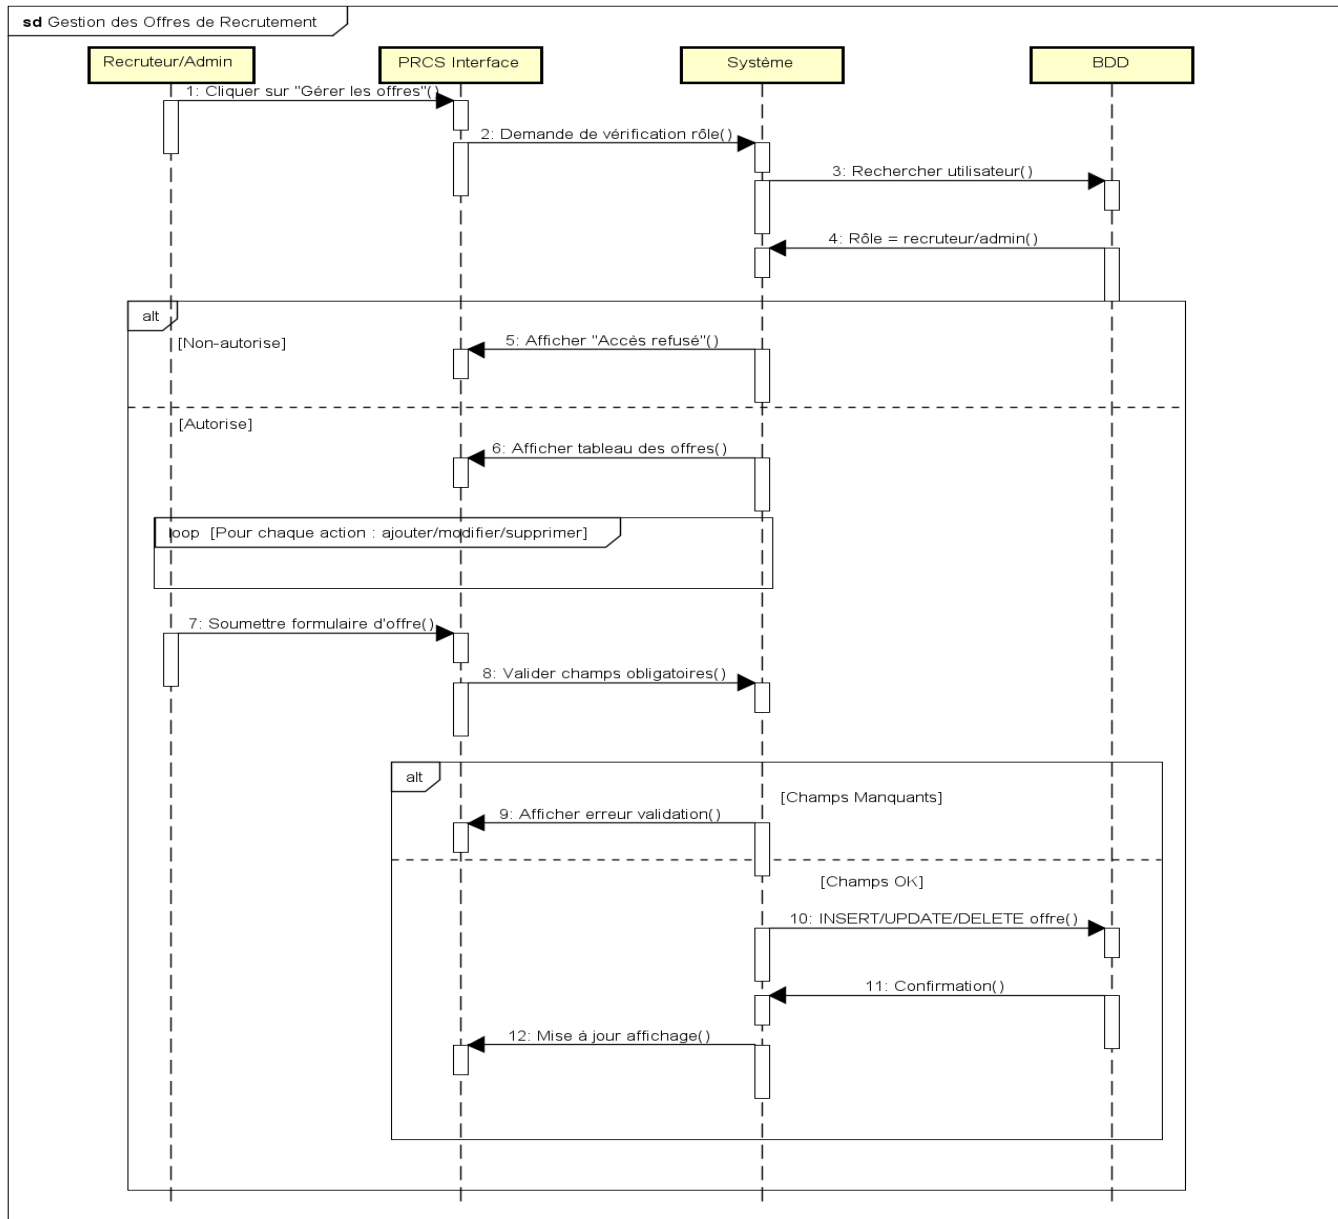 sd Gestion des Offres de Recrutement
Recruteur/Admin
PRCS Interface
Système
BDD
1: Cliquer sur "Gérer les offres"()
2: Demande de vérification rôle()
3: Rechercher utilisateur()
4: Rôle = recruteur/admin()
alt
[Non-autorise]
5: Afficher "Accès refusé"()
[Autorise]
6: Afficher tableau des offres()
loop [Pour chaque action : ajouter/modifier/supprimer]
7: Soumettre formulaire d'offre()
8: Valider champs obligatoires()
alt
[Champs Manquants]
9: Afficher erreur validation()
[Champs OK]
10: INSERT/UPDATE/DELETE offre()
11: Confirmation()
12: Mise à jour affichage()